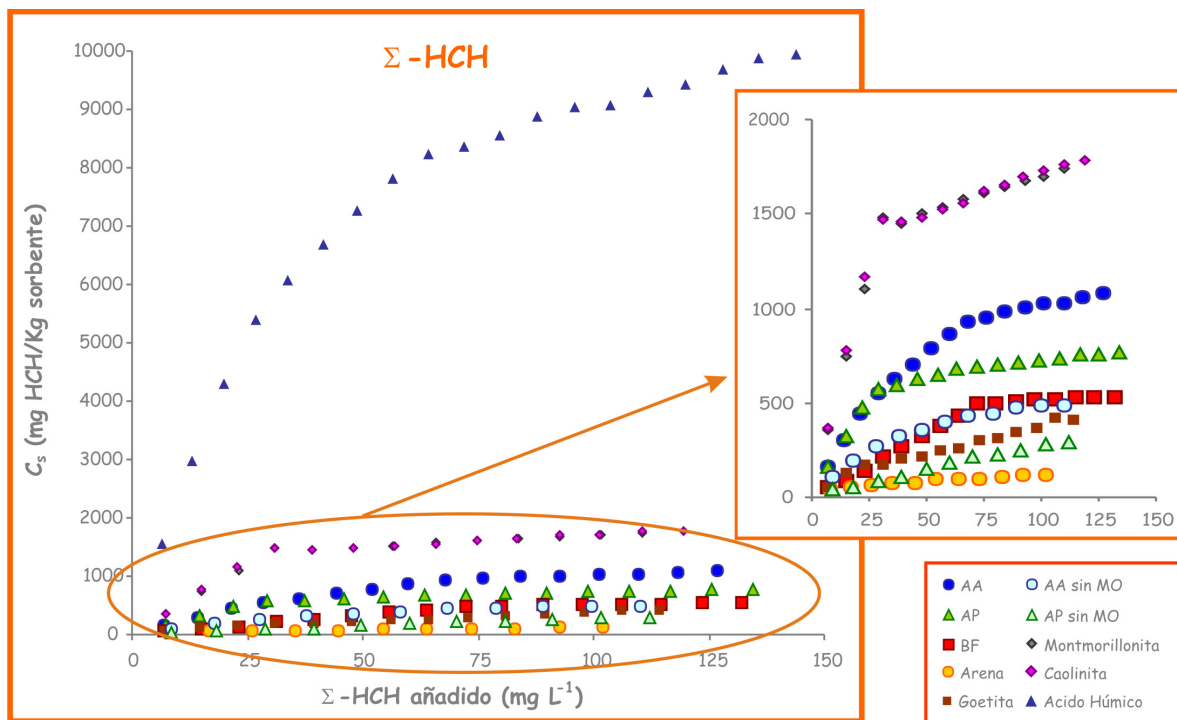 Σ -HCH
10000
9000
8000
7000
6000
5000
4000
3000
2000
1000
0
0
25
50
75
100
125
150
Cs (mg HCH/Kg sorbente)
Σ -HCH añadido (mg L⁻¹)
2000
1500
1000
500
0
0
25
50
75
100
125
150
AA
AA sin MO
AP
AP sin MO
BF
Montmorillonita
Arena
Caolinita
Goetita
Acido Húmico